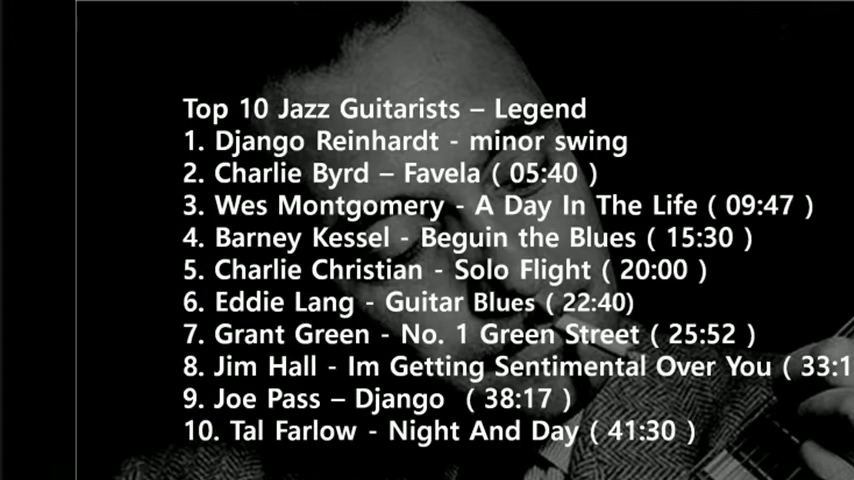 Top 10 Jazz Guitarists – Legend
1. Django Reinhardt - minor swing
2. Charlie Byrd – Favela ( 05:40 )
3. Wes Montgomery - A Day In The Life ( 09:47 )
4. Barney Kessel - Beguin the Blues ( 15:30 )
5. Charlie Christian - Solo Flight ( 20:00 )
6. Eddie Lang - Guitar Blues ( 22:40)
7. Grant Green - No. 1 Green Street ( 25:52 )
8. Jim Hall - Im Getting Sentimental Over You ( 33:1
9. Joe Pass – Django  ( 38:17 )
10. Tal Farlow - Night And Day ( 41:30 )